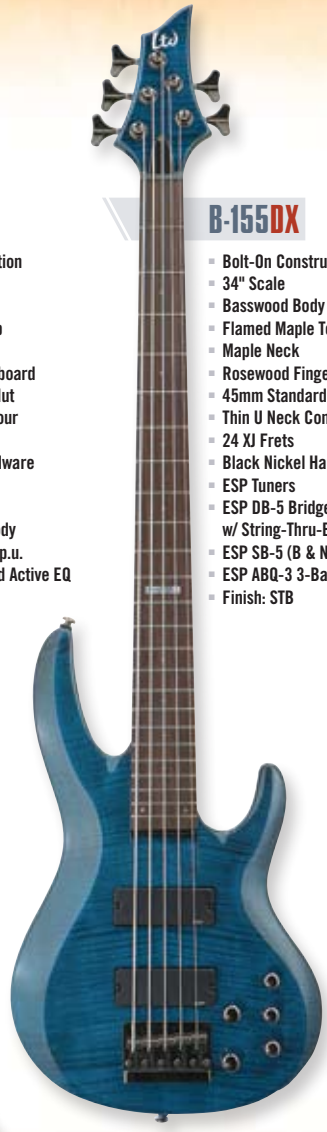 Ltd
B-155DX
tion
board
our
ware
dy
p.u.
d Active EQ
Bolt-On Constru
34" Scale
Basswood Body
Flamed Maple To
Maple Neck
Rosewood Finge
45mm Standard
Thin U Neck Con
24 XJ Frets
Black Nickel Ha
ESP Tuners
ESP DB-5 Bridge
w/ String-Thru-B
ESP SB-5 (B & N
ESP ABQ-3 3-Ba
Finish: STB